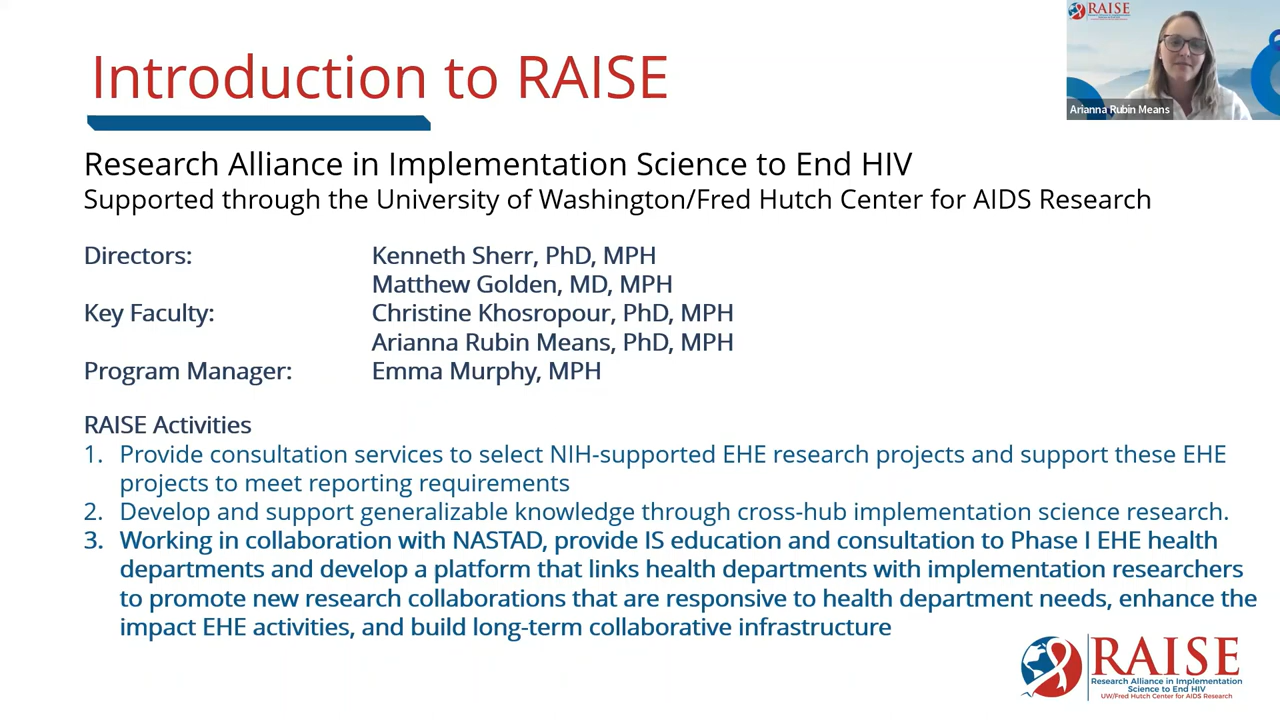 Introduction to RAISE
RAISE
Arianna Rubin Means
Research Alliance in Implementation Science to End HIV
Supported through the University of Washington/Fred Hutch Center for AIDS Research
Directors: Kenneth Sherr, PhD, MPH
Matthew Golden, MD, MPH
Key Faculty: Christine Khosropour, PhD, MPH
Arianna Rubin Means, PhD, MPH
Program Manager: Emma Murphy, MPH
RAISE Activities
1. Provide consultation services to select NIH-supported EHE research projects and support these EHE
projects to meet reporting requirements
2. Develop and support generalizable knowledge through cross-hub implementation science research.
3. Working in collaboration with NASTAD, provide IS education and consultation to Phase I EHE health
departments and develop a platform that links health departments with implementation researchers
to promote new research collaborations that are responsive to health department needs, enhance the
impact EHE activities, and build long-term collaborative infrastructure
RAISE
Research Alliance in Implementation
Science to End HIV
UW/Fred Hutch Center for AIDS Research